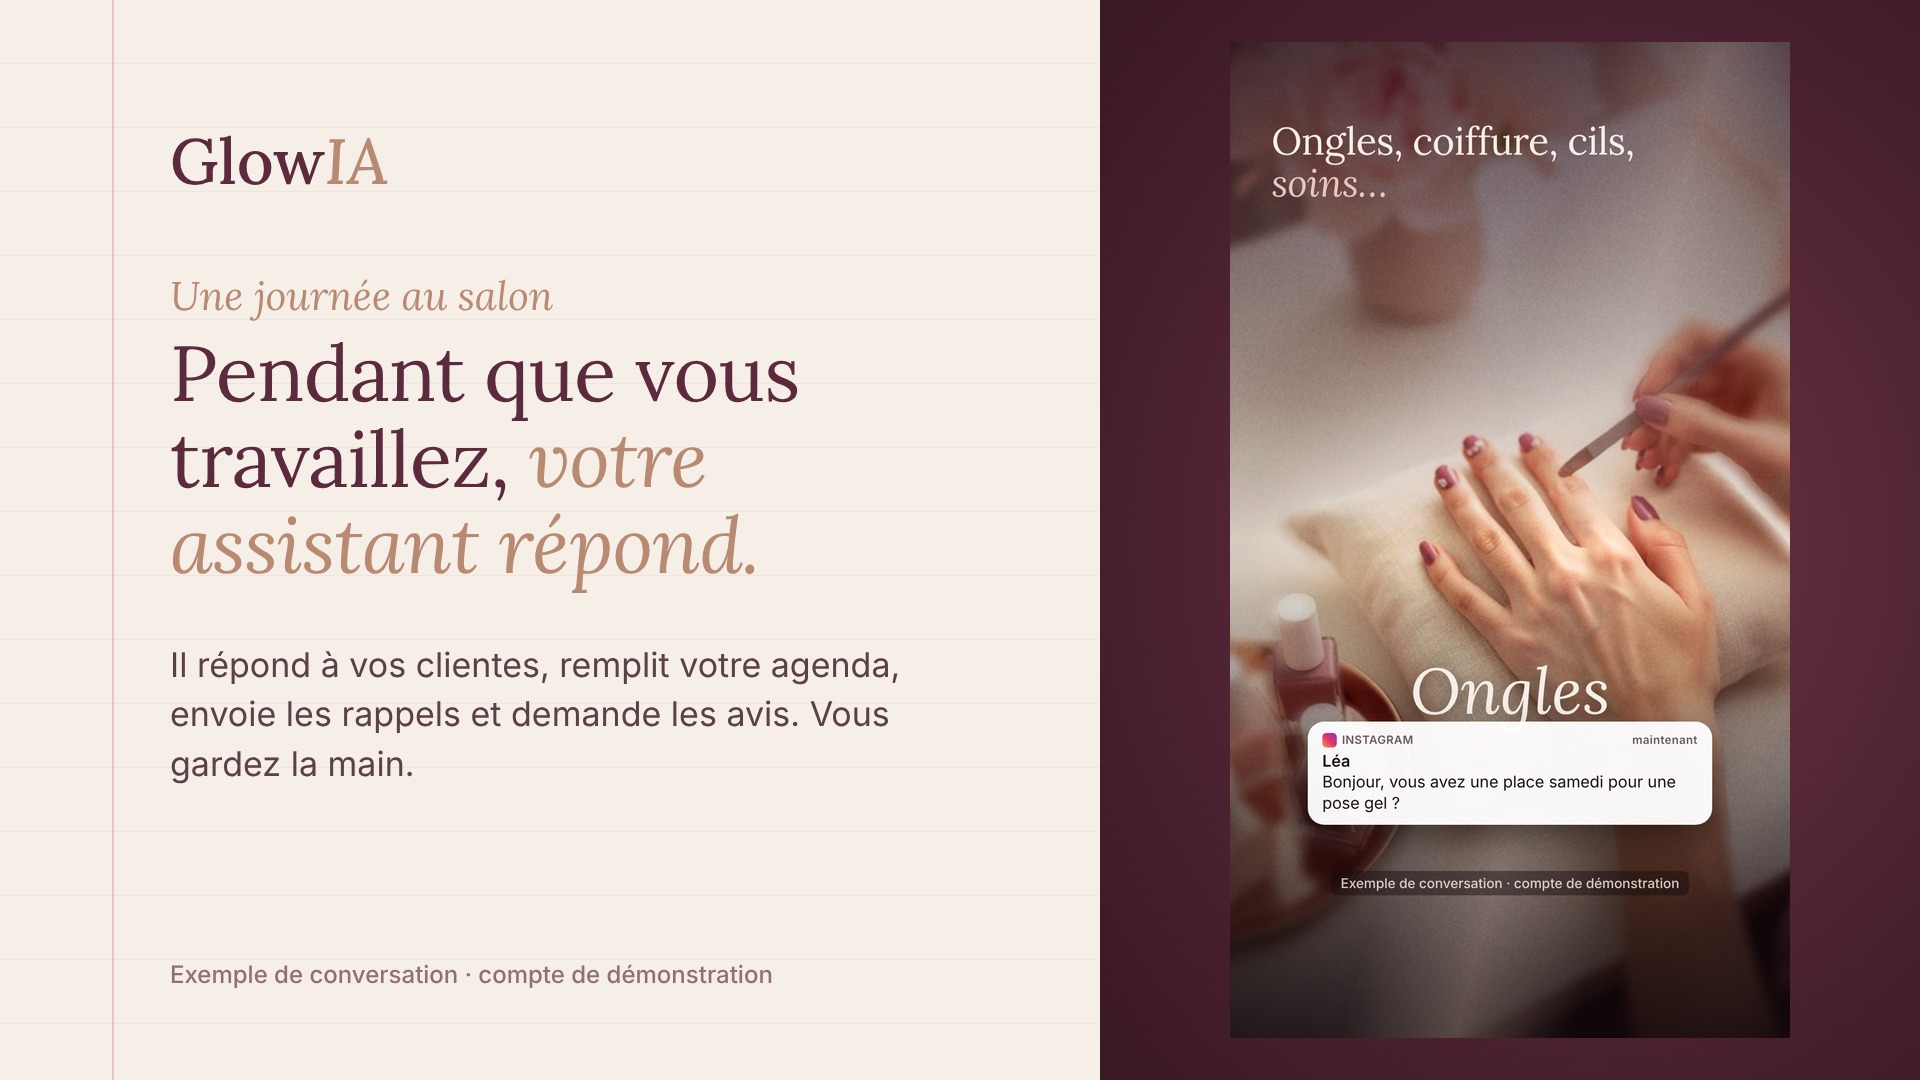 GlowIA
Une journée au salon
Pendant que vous
travaillez, votre
assistant répond.
Il répond à vos clientes, remplit votre agenda,
envoie les rappels et demande les avis. Vous
gardez la main.
Exemple de conversation · compte de démonstration
Ongles, coiffure, cils,
soins...
Ongles
INSTAGRAM maintenant
Léa
Bonjour, vous avez une place samedi pour une
pose gel ?
Exemple de conversation · compte de démonstration